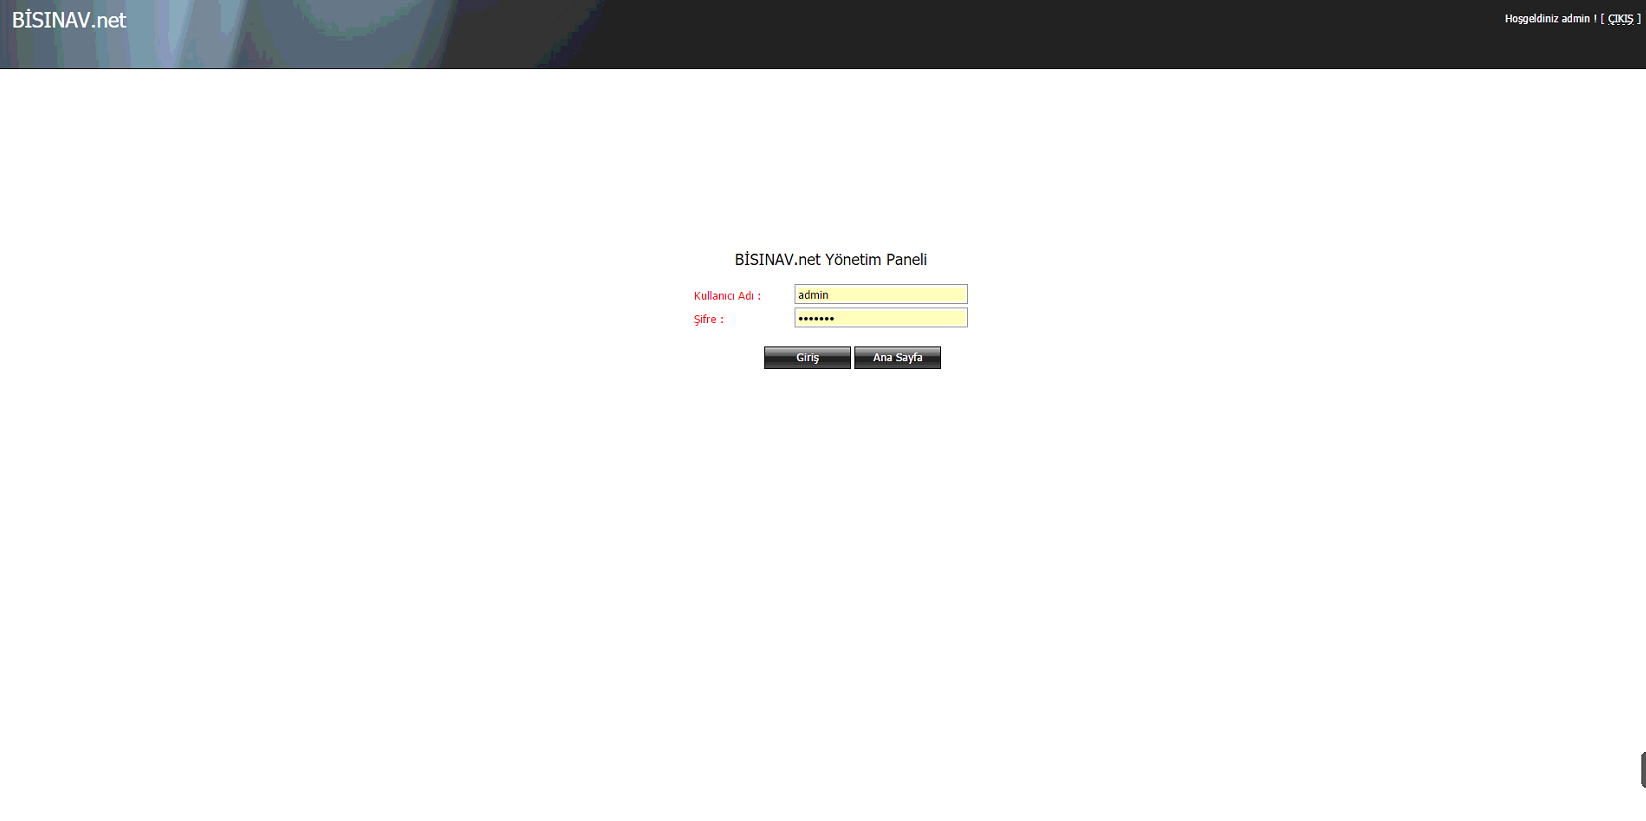 BİSINAV.net
Hoşgeldiniz admin ! [ ÇIKIŞ ]
BİSINAV.net Yönetim Paneli
Kullanıcı Adı : admin
Şifre : •••••••
Giriş Ana Sayfa